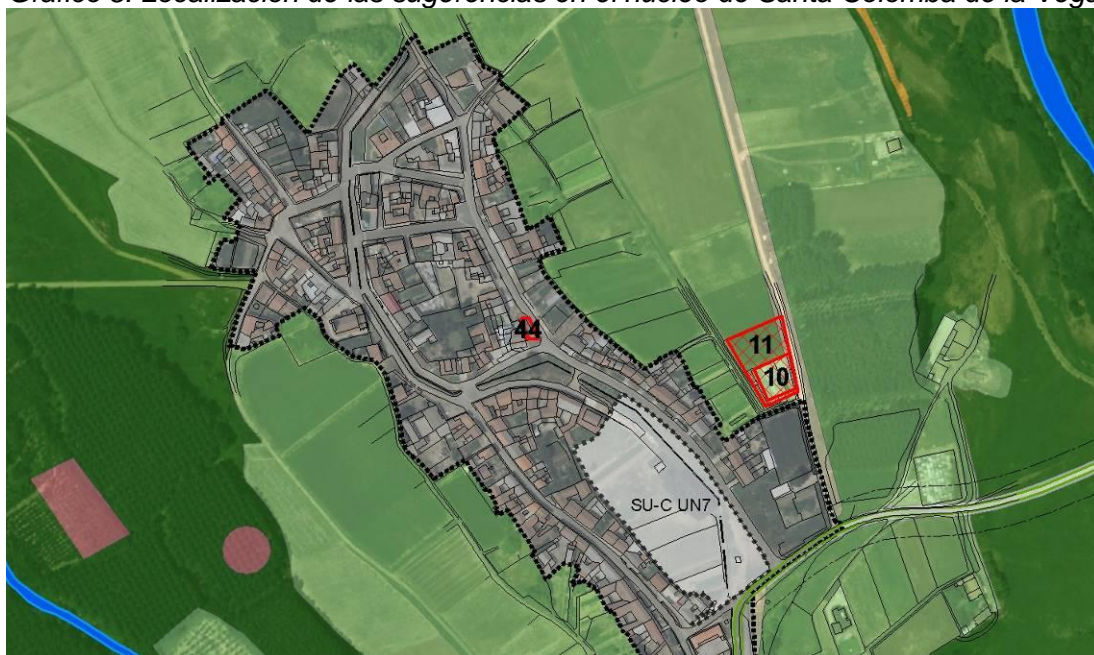 Gráfico 8. Localización de las sugerencias en el núcleo de Santa Colomba de la Vega
44
11
10
SU-C UN7